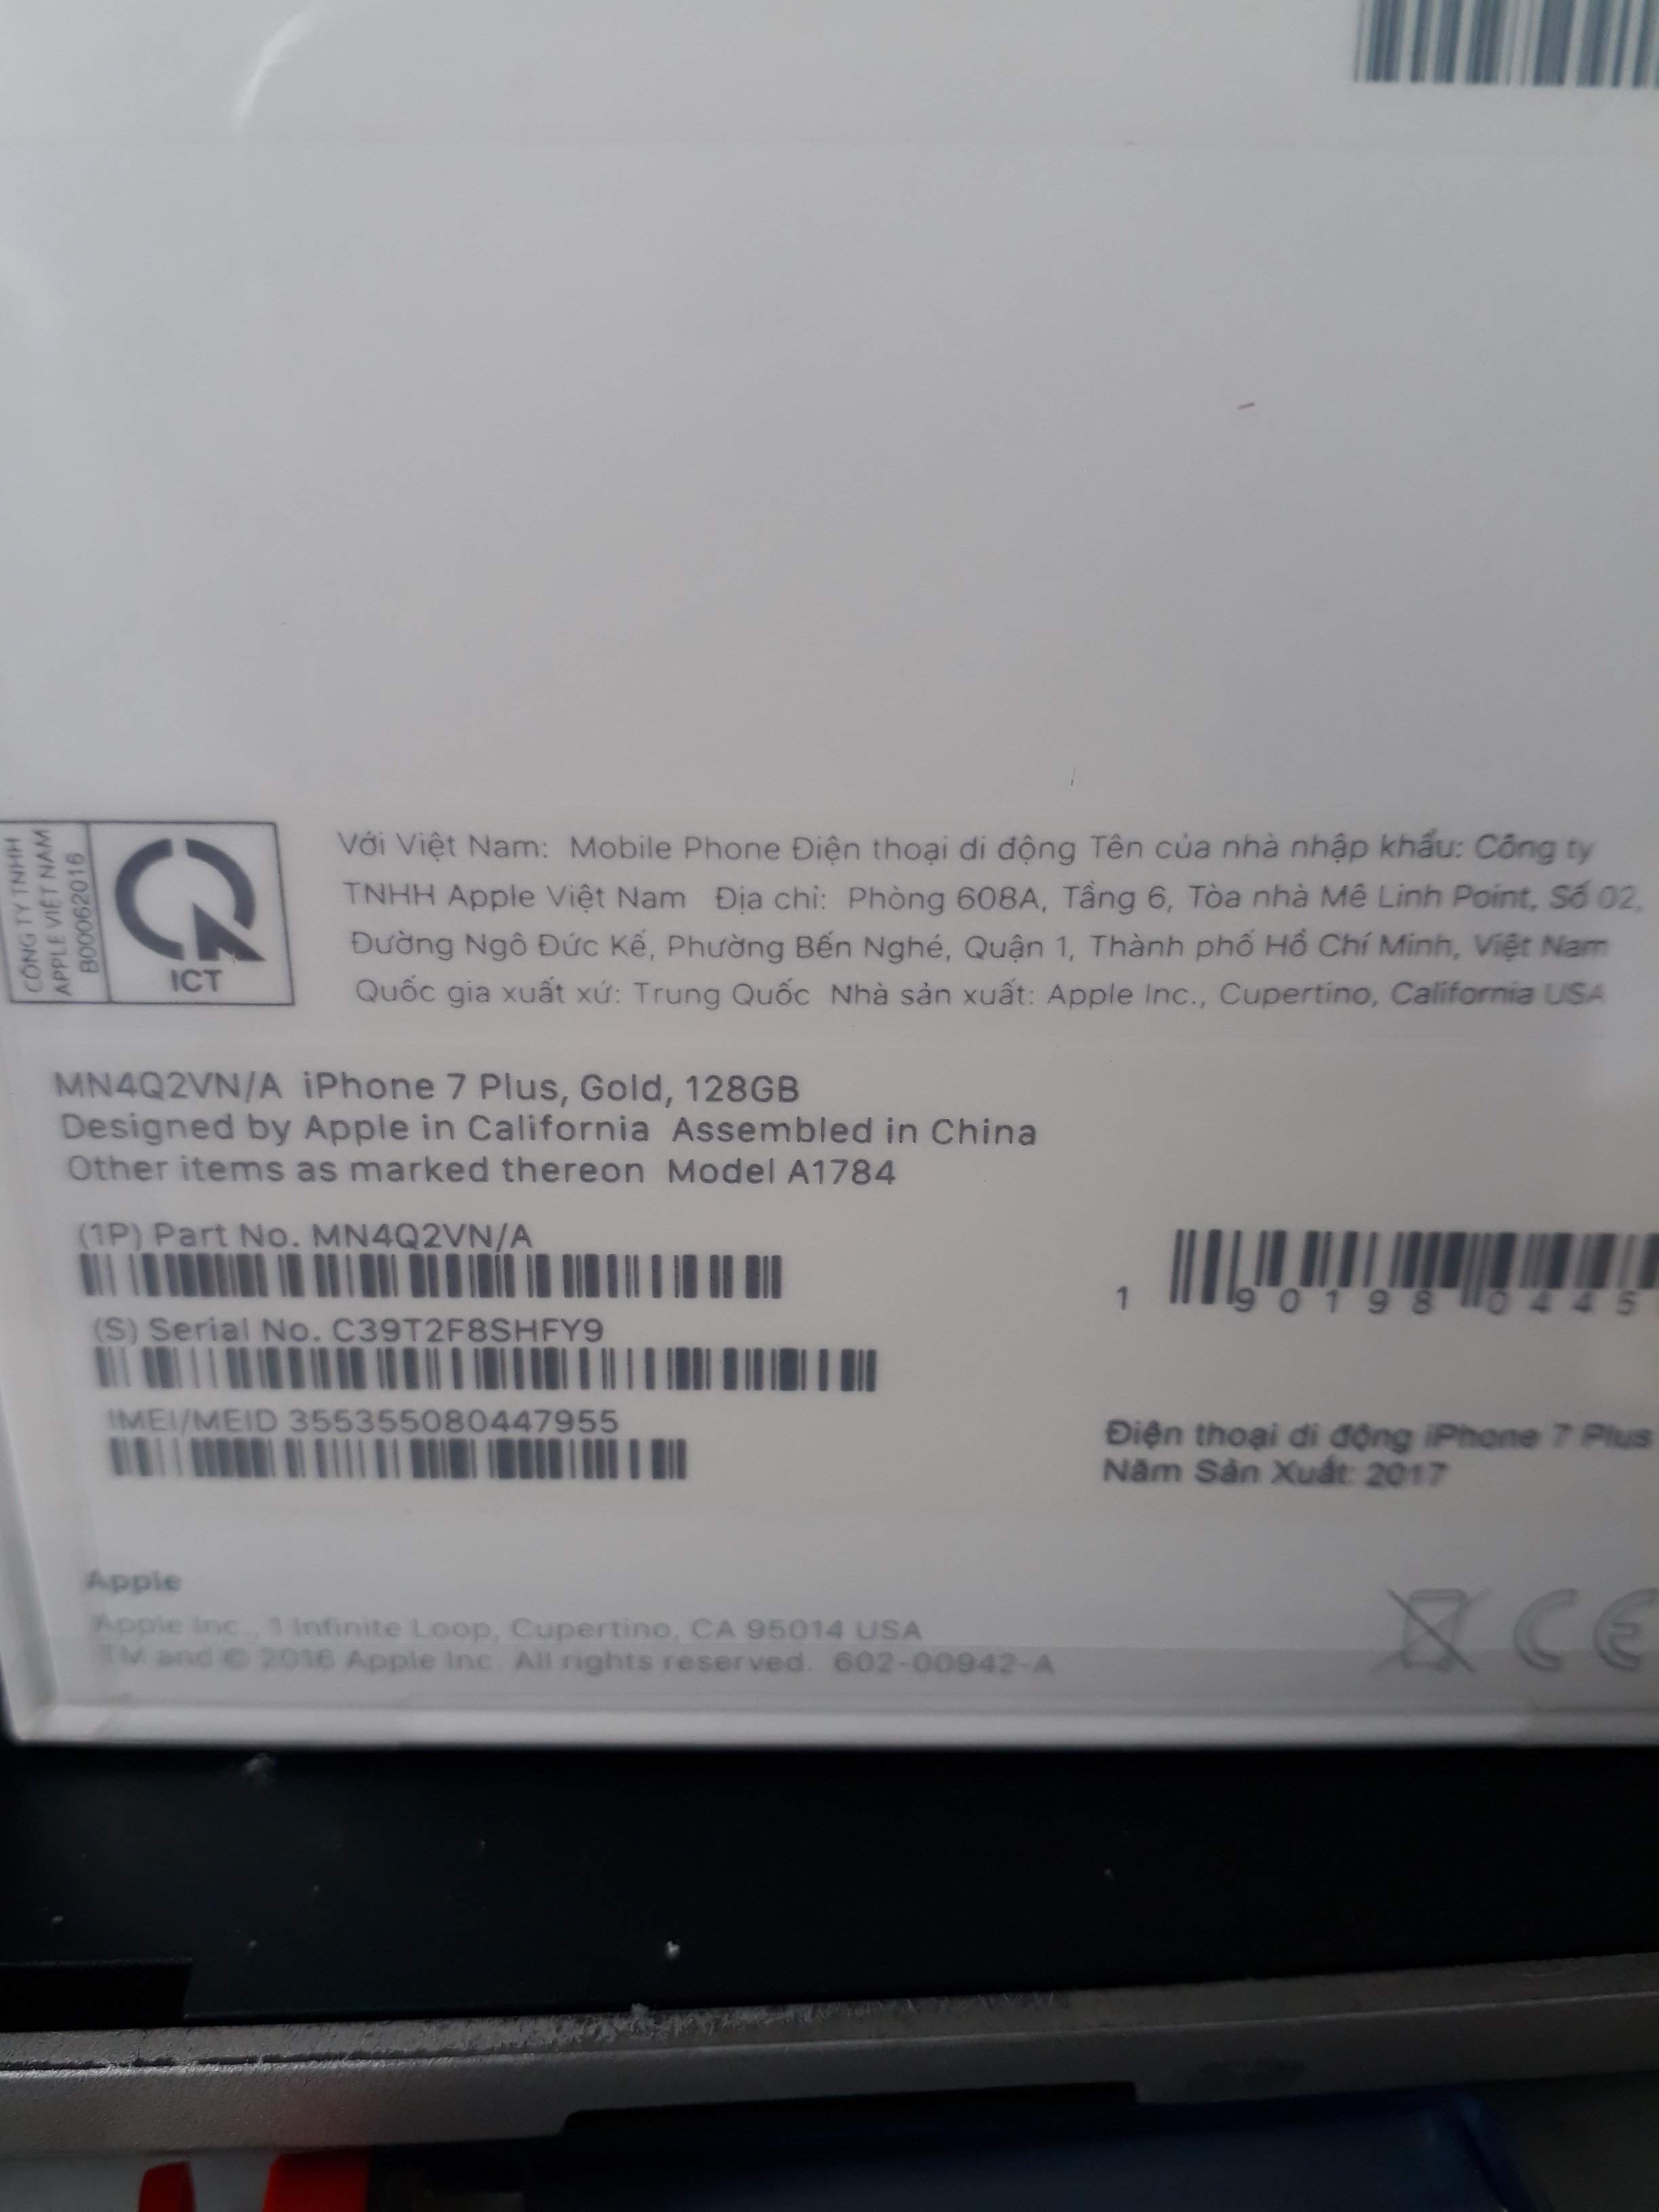 CÔNG TY TNHH
APPLE VIỆT NAM
B000622016
ICT
Với Việt Nam: Mobile Phone Điện thoại di động Tên của nhà nhập khẩu: Công ty
TNHH Apple Việt Nam Địa chỉ: Phòng 608A, Tầng 6, Tòa nhà Mê Linh Point, Số 02,
Đường Ngô Đức Kế, Phường Bến Nghé, Quận 1, Thành phố Hồ Chí Minh, Việt Nam
Quốc gia xuất xứ: Trung Quốc Nhà sản xuất: Apple Inc., Cupertino, California USA
MN4Q2VN/A iPhone 7 Plus, Gold, 128GB
Designed by Apple in California Assembled in China
Other items as marked thereon Model A1784
(1P) Part No. MN4Q2VN/A
(S) Serial No. C39T2F8SHFY9
IMEI/MEID 355355080447955
1 90198 0445
Điện thoại di động iPhone 7 Plus
Năm Sản Xuất: 2017
Apple
Apple Inc., 1 Infinite Loop, Cupertino, CA 95014 USA
TM and © 2016 Apple Inc. All rights reserved. 602-00942-A
CE